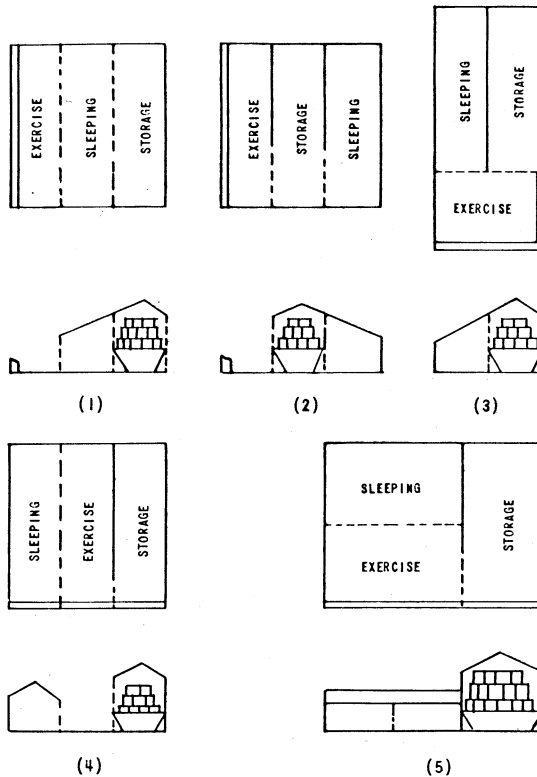 EXERCISE
SLEEPING
STORAGE
(1)
EXERCISE
STORAGE
SLEEPING
(2)
SLEEPING
STORAGE
EXERCISE
(3)
SLEEPING
EXERCISE
STORAGE
(4)
SLEEPING
EXERCISE
STORAGE
(5)